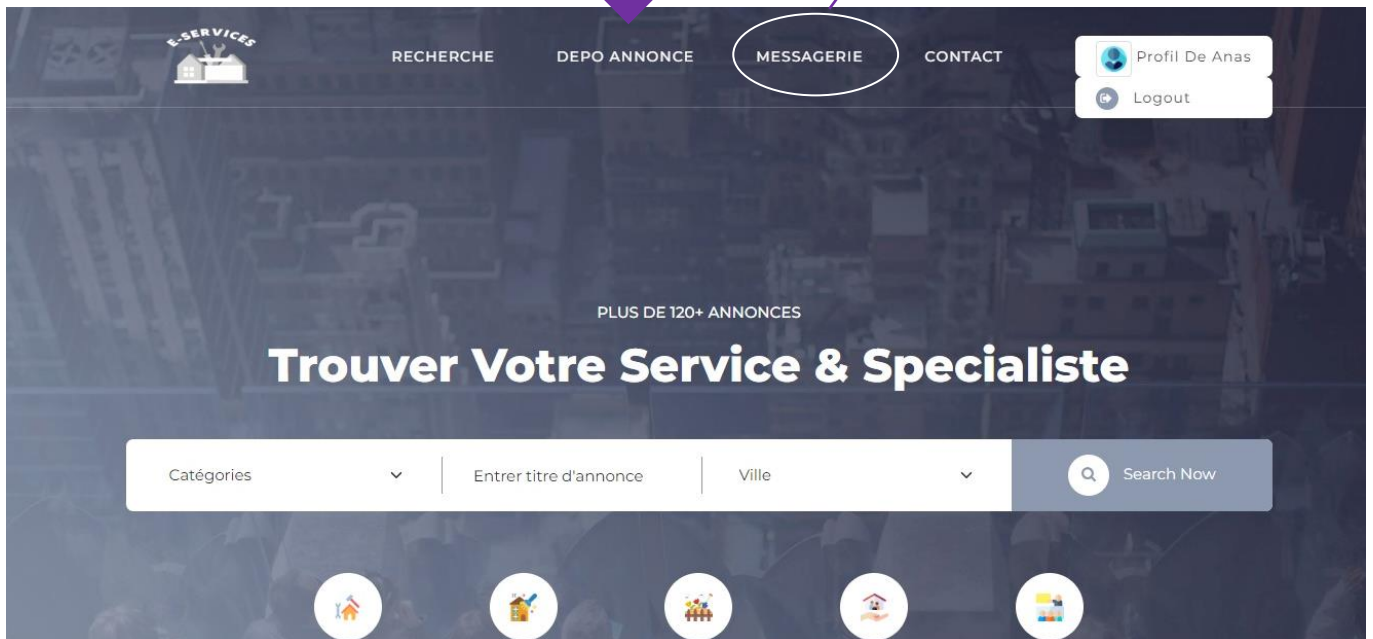 E-SERVICES
RECHERCHE
DEPO ANNONCE
MESSAGERIE
CONTACT
Profil De Anas
Logout
PLUS DE 120+ ANNONCES
Trouver Votre Service & Specialiste
Catégories
Entrer titre d'annonce
Ville
Search Now